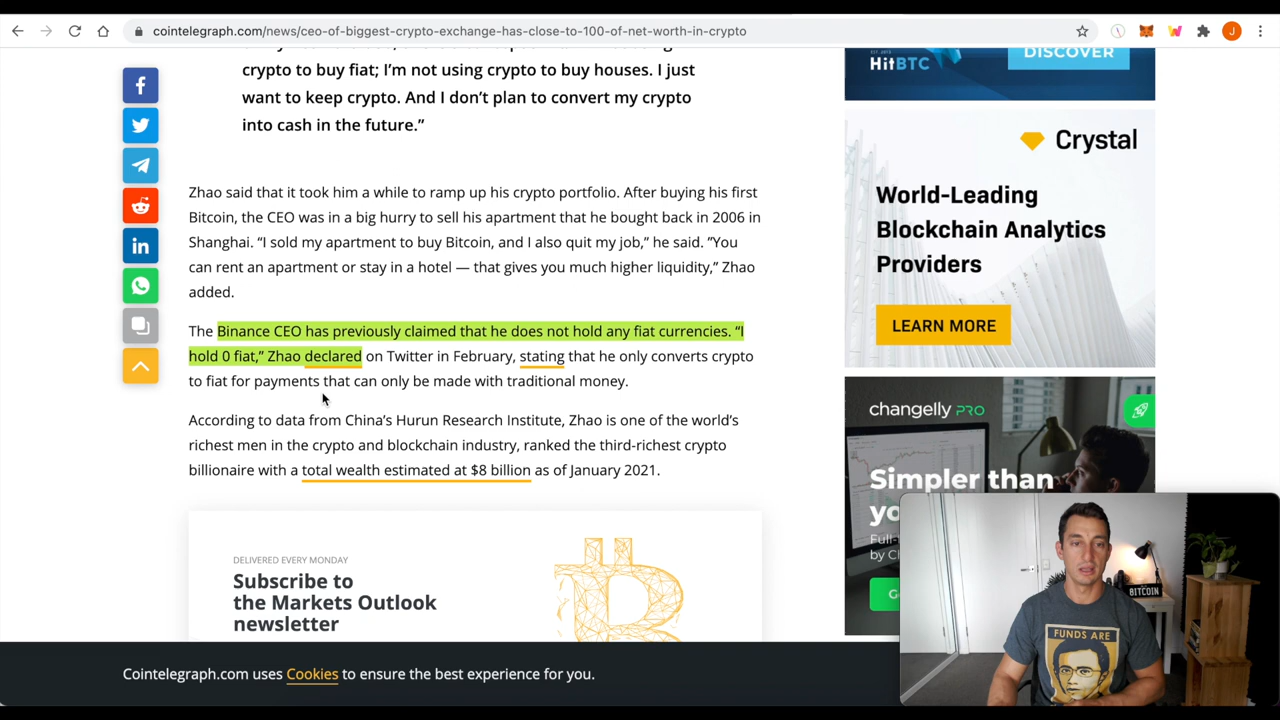 cointelegraph.com/news/ceo-of-biggest-crypto-exchange-has-close-to-100-of-net-worth-in-crypto
J
crypto to buy fiat; I’m not using crypto to buy houses. I just
want to keep crypto. And I don’t plan to convert my crypto
into cash in the future.”
Zhao said that it took him a while to ramp up his crypto portfolio. After buying his first
Bitcoin, the CEO was in a big hurry to sell his apartment that he bought back in 2006 in
Shanghai. “I sold my apartment to buy Bitcoin, and I also quit my job,” he said. ”You
can rent an apartment or stay in a hotel — that gives you much higher liquidity,” Zhao
added.
The Binance CEO has previously claimed that he does not hold any fiat currencies. “I
hold 0 fiat,” Zhao declared on Twitter in February, stating that he only converts crypto
to fiat for payments that can only be made with traditional money.
According to data from China’s Hurun Research Institute, Zhao is one of the world’s
richest men in the crypto and blockchain industry, ranked the third-richest crypto
billionaire with a total wealth estimated at $8 billion as of January 2021.
DELIVERED EVERY MONDAY
Subscribe to
the Markets Outlook
newsletter
HitBTC
DISCOVER
Crystal
World-Leading
Blockchain Analytics
Providers
LEARN MORE
changelly PRO
Simpler than
Full-
by C
BITCOIN
FUNDS ARE
Cointelegraph.com uses Cookies to ensure the best experience for you.